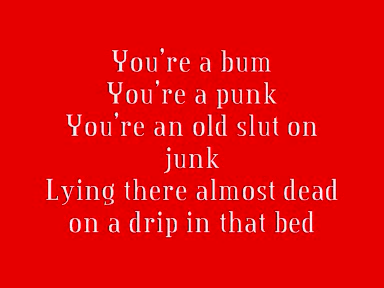 You're a bum
You're a punk
You're an old slut on
junk
Lying there almost dead
on a drip in that bed